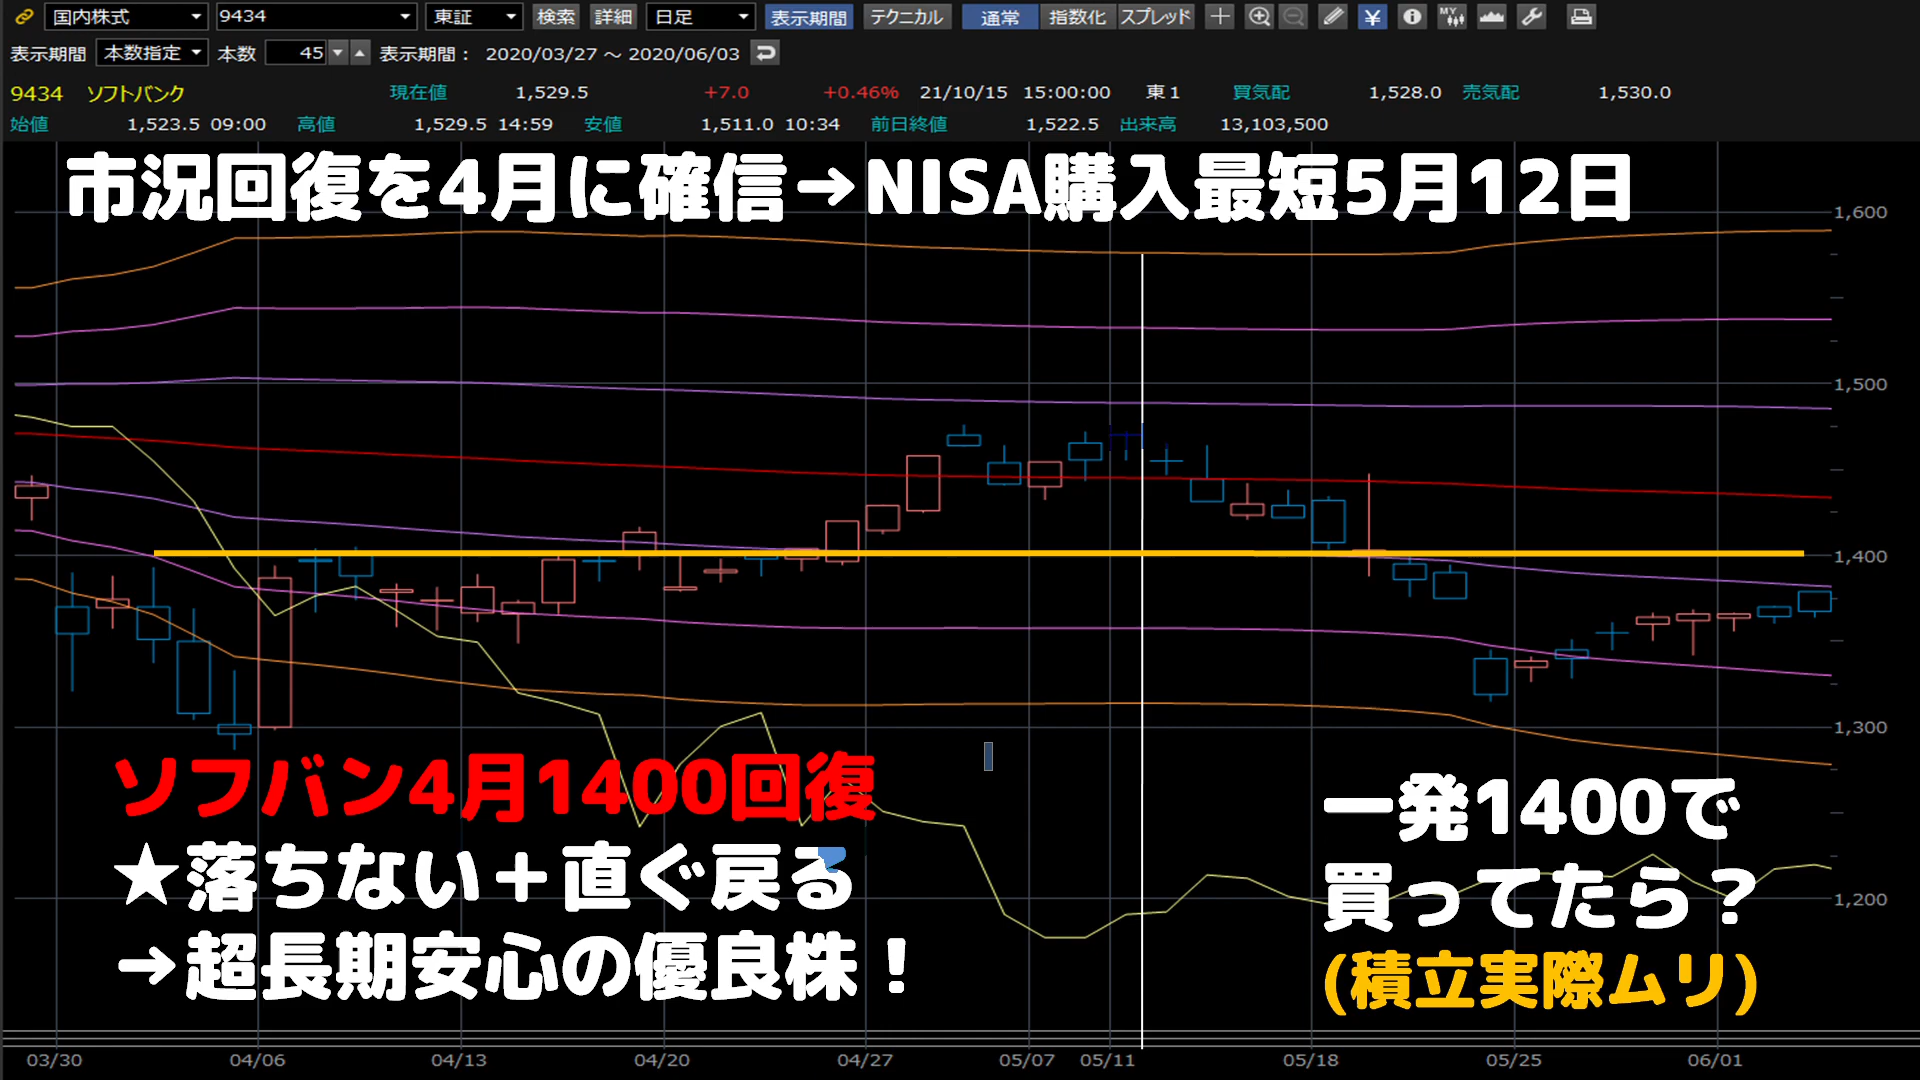 国内株式 9434 東証 検索 詳細 日足 表示期間 テクニカル 通常 指数化 スプレッド ¥ MY
表示期間 本数指定 本数 45 表示期間： 2020/03/27 ～ 2020/06/03
9434 ソフトバンク 現在値 1,529.5 +7.0 +0.46% 21/10/15 15:00:00 東1 買気配 1,528.0 売気配 1,530.0
始値 1,523.5 09:00 高値 1,529.5 14:59 安値 1,511.0 10:34 前日終値 1,522.5 出来高 13,103,500
市況回復を4月に確信→NISA購入最短5月12日
1,600
1,500
1,400
1,300
1,200
ソフバン4月1400回復
★落ちない＋直ぐ戻る
→超長期安心の優良株！
一発1400で
買ってたら？
(積立実際ムリ)
03/30 04/06 04/13 04/20 04/27 05/07 05/11 05/18 05/25 06/01